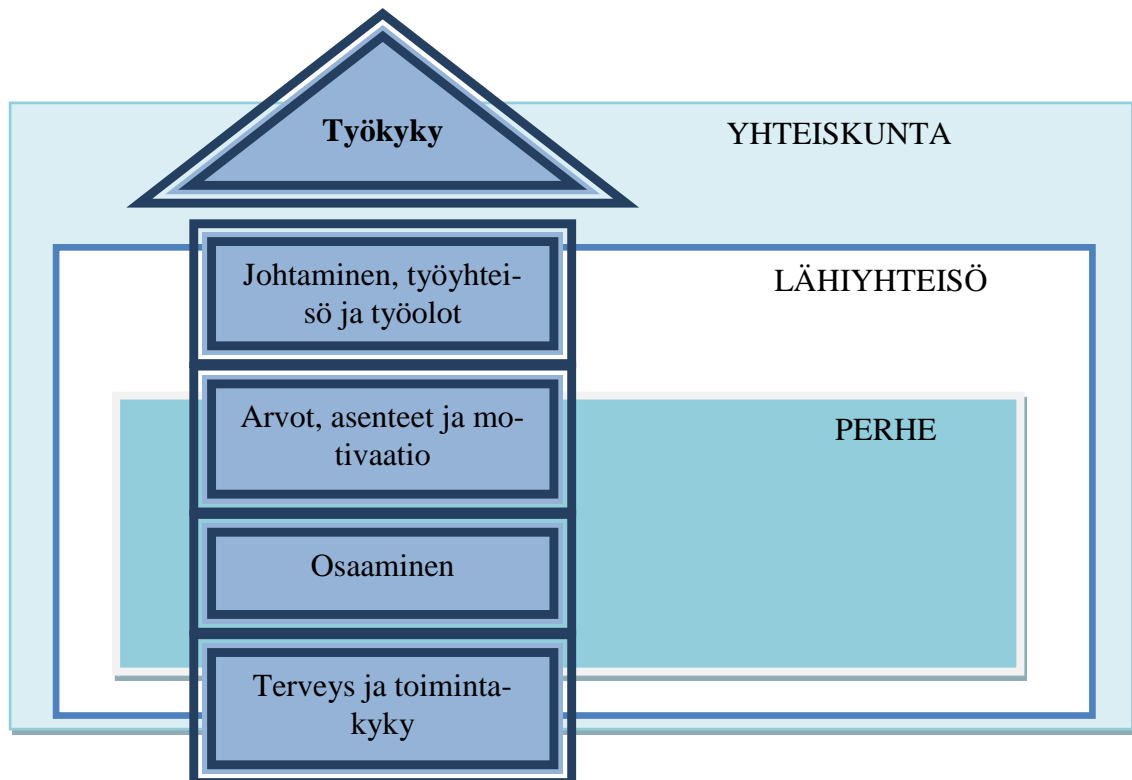 Työkyky
YHTEISKUNTA
Johtaminen, työyhtei-
sö ja työolot
LÄHIYHTEISÖ
Arvot, asenteet ja mo-
tivaatio
PERHE
Osaaminen
Terveys ja toiminta-
kyky